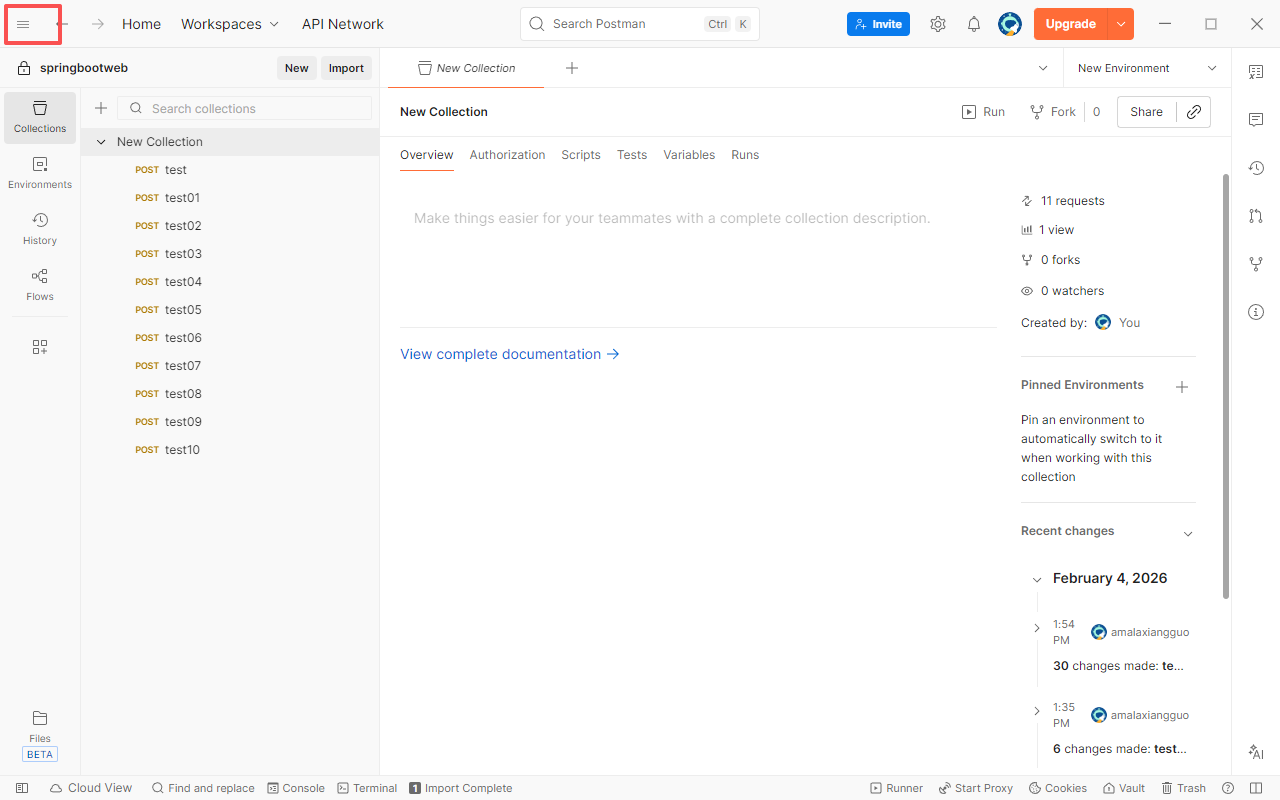 Home
Workspaces
API Network
Search Postman
Ctrl K
Invite
Upgrade
springbootweb
New
Import
New Collection
New Environment
Collections
Environments
History
Flows
Files
BETA
Search collections
New Collection
POST test
POST test01
POST test02
POST test03
POST test04
POST test05
POST test06
POST test07
POST test08
POST test09
POST test10
New Collection
Run
Fork 0
Share
Overview
Authorization
Scripts
Tests
Variables
Runs
Make things easier for your teammates with a complete collection description.
View complete documentation →
11 requests
1 view
0 forks
0 watchers
Created by: You
Pinned Environments
Pin an environment to
automatically switch to it
when working with this
collection
Recent changes
February 4, 2026
1:54
PM
amalaxiangguo
30 changes made: te...
1:35
PM
amalaxiangguo
6 changes made: test...
AI
Cloud View
Find and replace
Console
Terminal
1 Import Complete
Runner
Start Proxy
Cookies
Vault
Trash